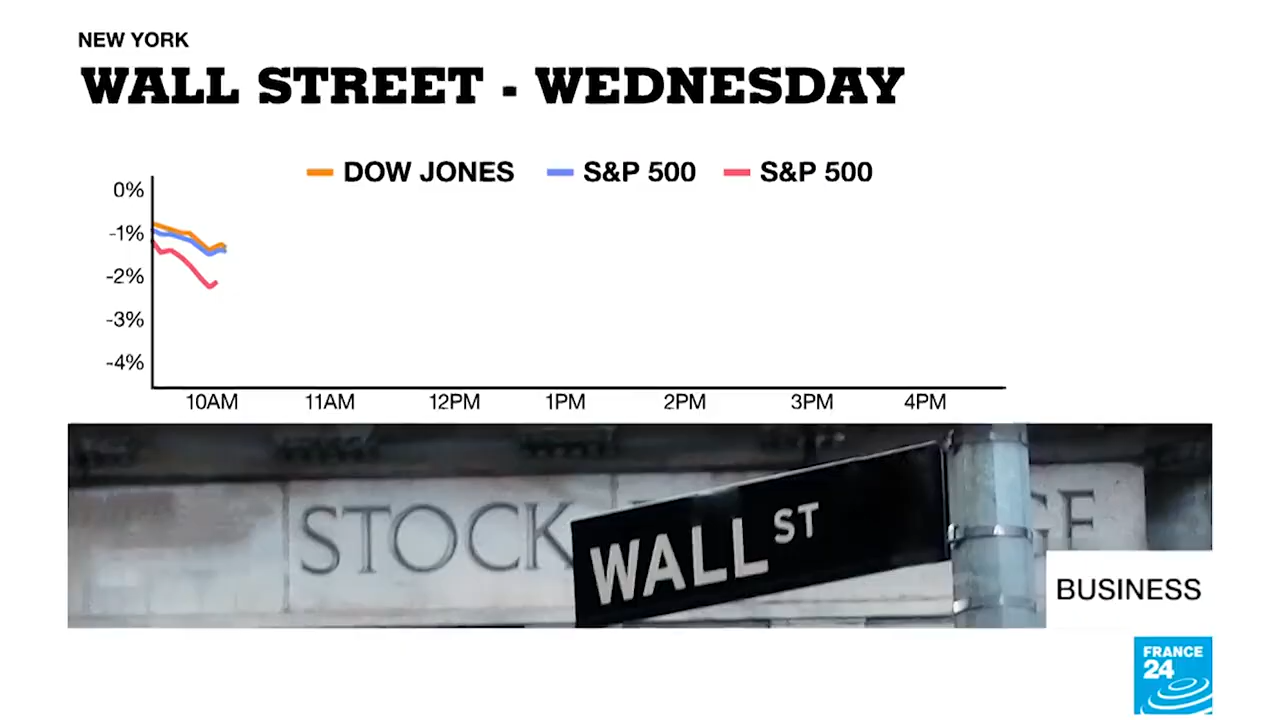 NEW YORK
WALL STREET - WEDNESDAY
DOW JONES S&P 500 S&P 500
0%
-1%
-2%
-3%
-4%
10AM 11AM 12PM 1PM 2PM 3PM 4PM
STOCK GE
WALL ST
BUSINESS
FRANCE
24